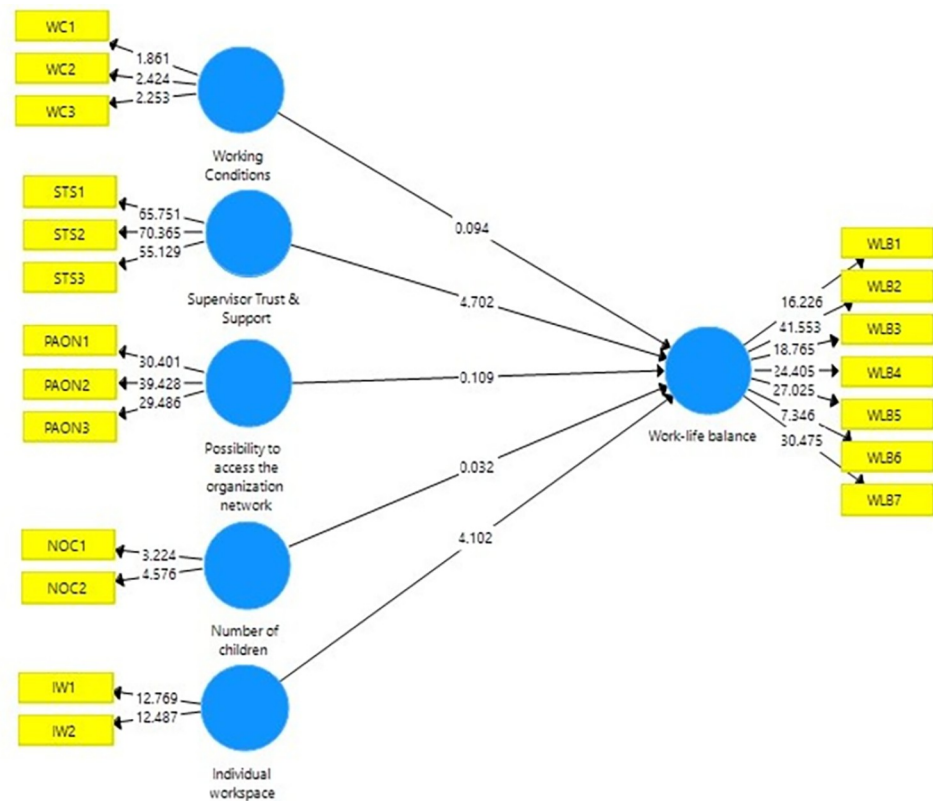 WC1
WC2
WC3
1.861
2.424
2.253
Working
Conditions
0.094
STS1
STS2
STS3
65.751
70.365
55.129
Supervisor Trust &
Support
4.702
PAON1
PAON2
PAON3
30.401
39.428
29.486
Possibility to
access the
organization
network
0.109
NOC1
NOC2
3.224
4.576
Number of
children
0.032
IW1
IW2
12.769
12.487
Individual
workspace
4.102
Work-life balance
16.226
41.553
18.765
24.405
27.025
7.346
30.475
WLB1
WLB2
WLB3
WLB4
WLB5
WLB6
WLB7